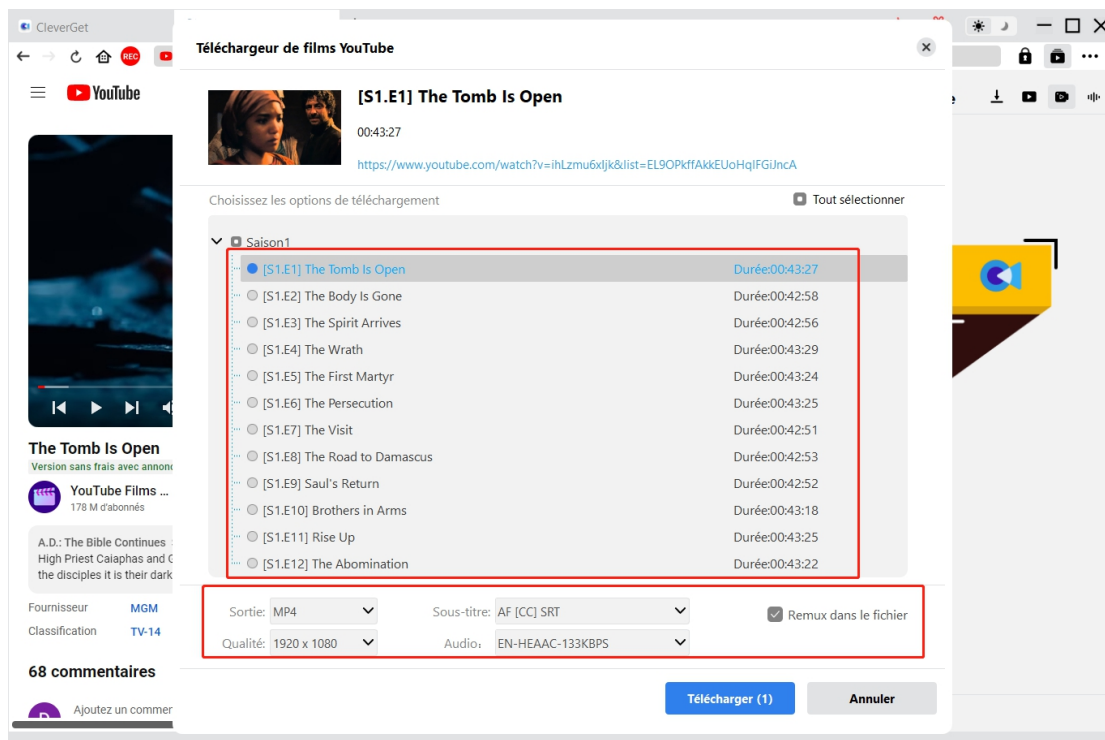 CleverGet
REC
YouTube
Téléchargeur de films YouTube
[S1.E1] The Tomb Is Open
00:43:27
https://www.youtube.com/watch?v=ihLzmu6xIjk&list=EL9OPkffAkkEUoHqIFGiJncA
Choisissez les options de téléchargement
Tout sélectionner
Saison1
[S1.E1] The Tomb Is Open Durée:00:43:27
[S1.E2] The Body Is Gone Durée:00:42:58
[S1.E3] The Spirit Arrives Durée:00:42:56
[S1.E4] The Wrath Durée:00:43:29
[S1.E5] The First Martyr Durée:00:43:24
[S1.E6] The Persecution Durée:00:43:25
[S1.E7] The Visit Durée:00:42:51
[S1.E8] The Road to Damascus Durée:00:42:53
[S1.E9] Saul's Return Durée:00:42:52
[S1.E10] Brothers in Arms Durée:00:43:18
[S1.E11] Rise Up Durée:00:43:25
[S1.E12] The Abomination Durée:00:43:22
Sortie: MP4 Sous-titre: AF [CC] SRT Remux dans le fichier
Qualité: 1920 x 1080 Audio: EN-HEAAC-133KBPS
Télécharger (1) Annuler
The Tomb Is Open
Version sans frais avec annonc
YouTube Films ...
178 M d'abonnés
A.D.: The Bible Continues
High Priest Caiaphas and
the disciples it is their dark
Fournisseur MGM
Classification TV-14
68 commentaires
Ajoutez un commer